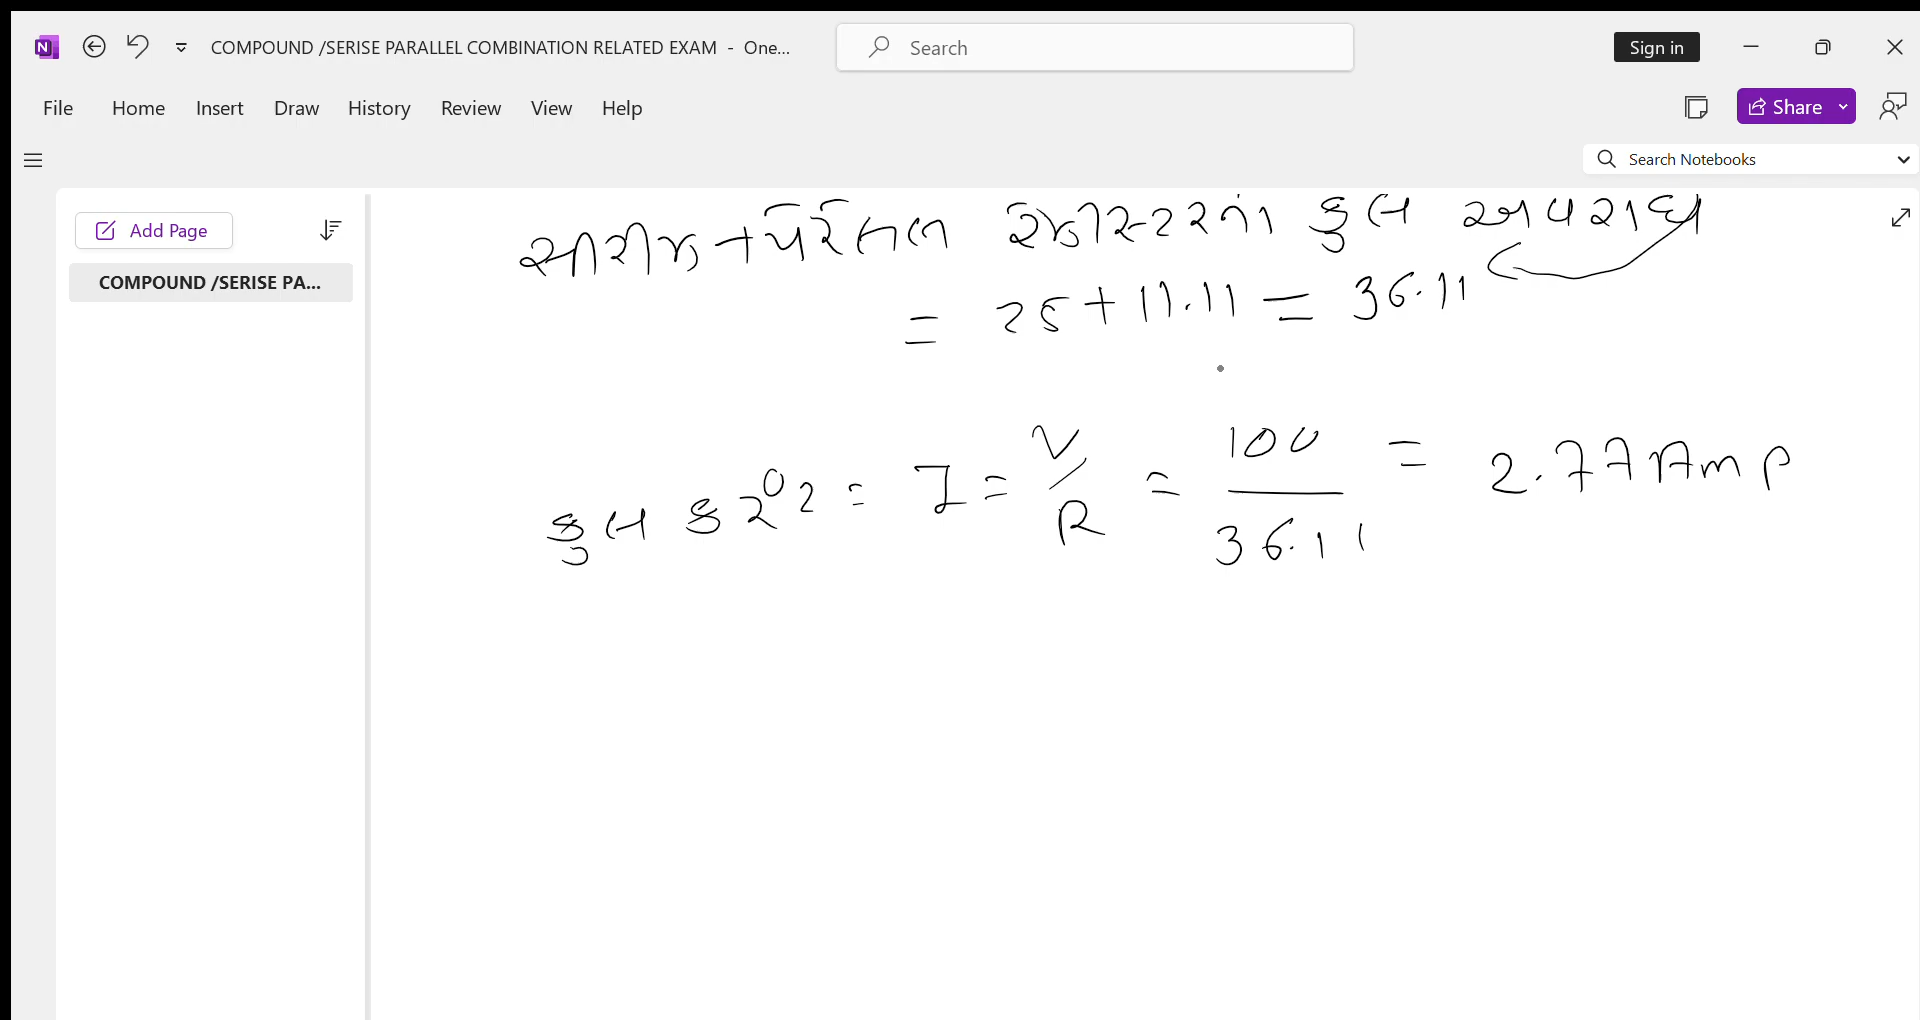 COMPOUND /SERISE PARALLEL COMBINATION RELATED EXAM - One...
Search
Sign in
File Home Insert Draw History Review View Help
Share
Search Notebooks
Add Page
COMPOUND /SERISE PA...
+ કુલ
= 25 + 11.11 = 36.11
કુલ કરંટ = I = V/R = 100/36.11 = 2.77 Amp